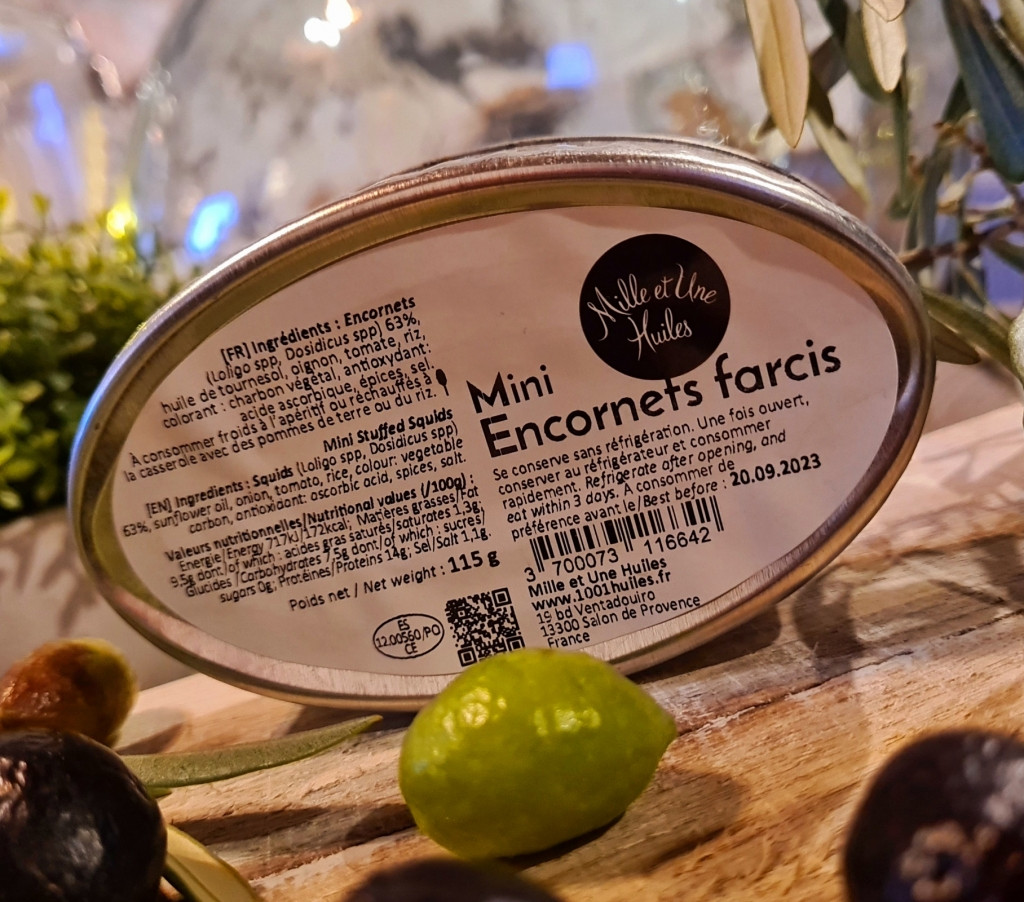 Mille et Une
Huiles
Mini
Encornets farcis
[FR] Ingrédients : Encornets
(Loligo spp, Dosidicus spp) 63%,
huile de tournesol, oignon, tomate, riz,
colorant : charbon végétal, antioxydant:
acide ascorbique, épices, sel.
À consommer froids à l'apéritif ou réchauffés à
la casserole avec des pommes de terre ou du riz.
Mini Stuffed Squids
[EN] Ingredients : Squids (Loligo spp, Dosidicus spp)
63%, sunflower oil, onion, tomato, rice, colour: vegetable
carbon, antioxidant: ascorbic acid, spices, salt.
Valeurs nutritionnelles/Nutritional values (/100g) :
Energie/Energy 717kJ/172kcal; Matières grasses/Fat
9,5g dont/of which : acides gras saturés/saturates 1,3g;
Glucides /Carbohydrates 7,5g dont/of which : sucres/
sugars 0g; Protéines/Proteins 14g; Sel/Salt 1,1g.
Poids net / Net weight : 115 g
ES
12.00560/PO
CE
Se conserve sans réfrigération. Une fois ouvert,
conserver au réfrigérateur et consommer
rapidement. Refrigerate after opening, and
eat within 3 days. A consommer de
préférence avant le/Best before : 20.09.2023
3 700073 116642
Mille et Une Huiles
www.1001huiles.fr
19 bd Ventadouiro
13300 Salon de Provence
France